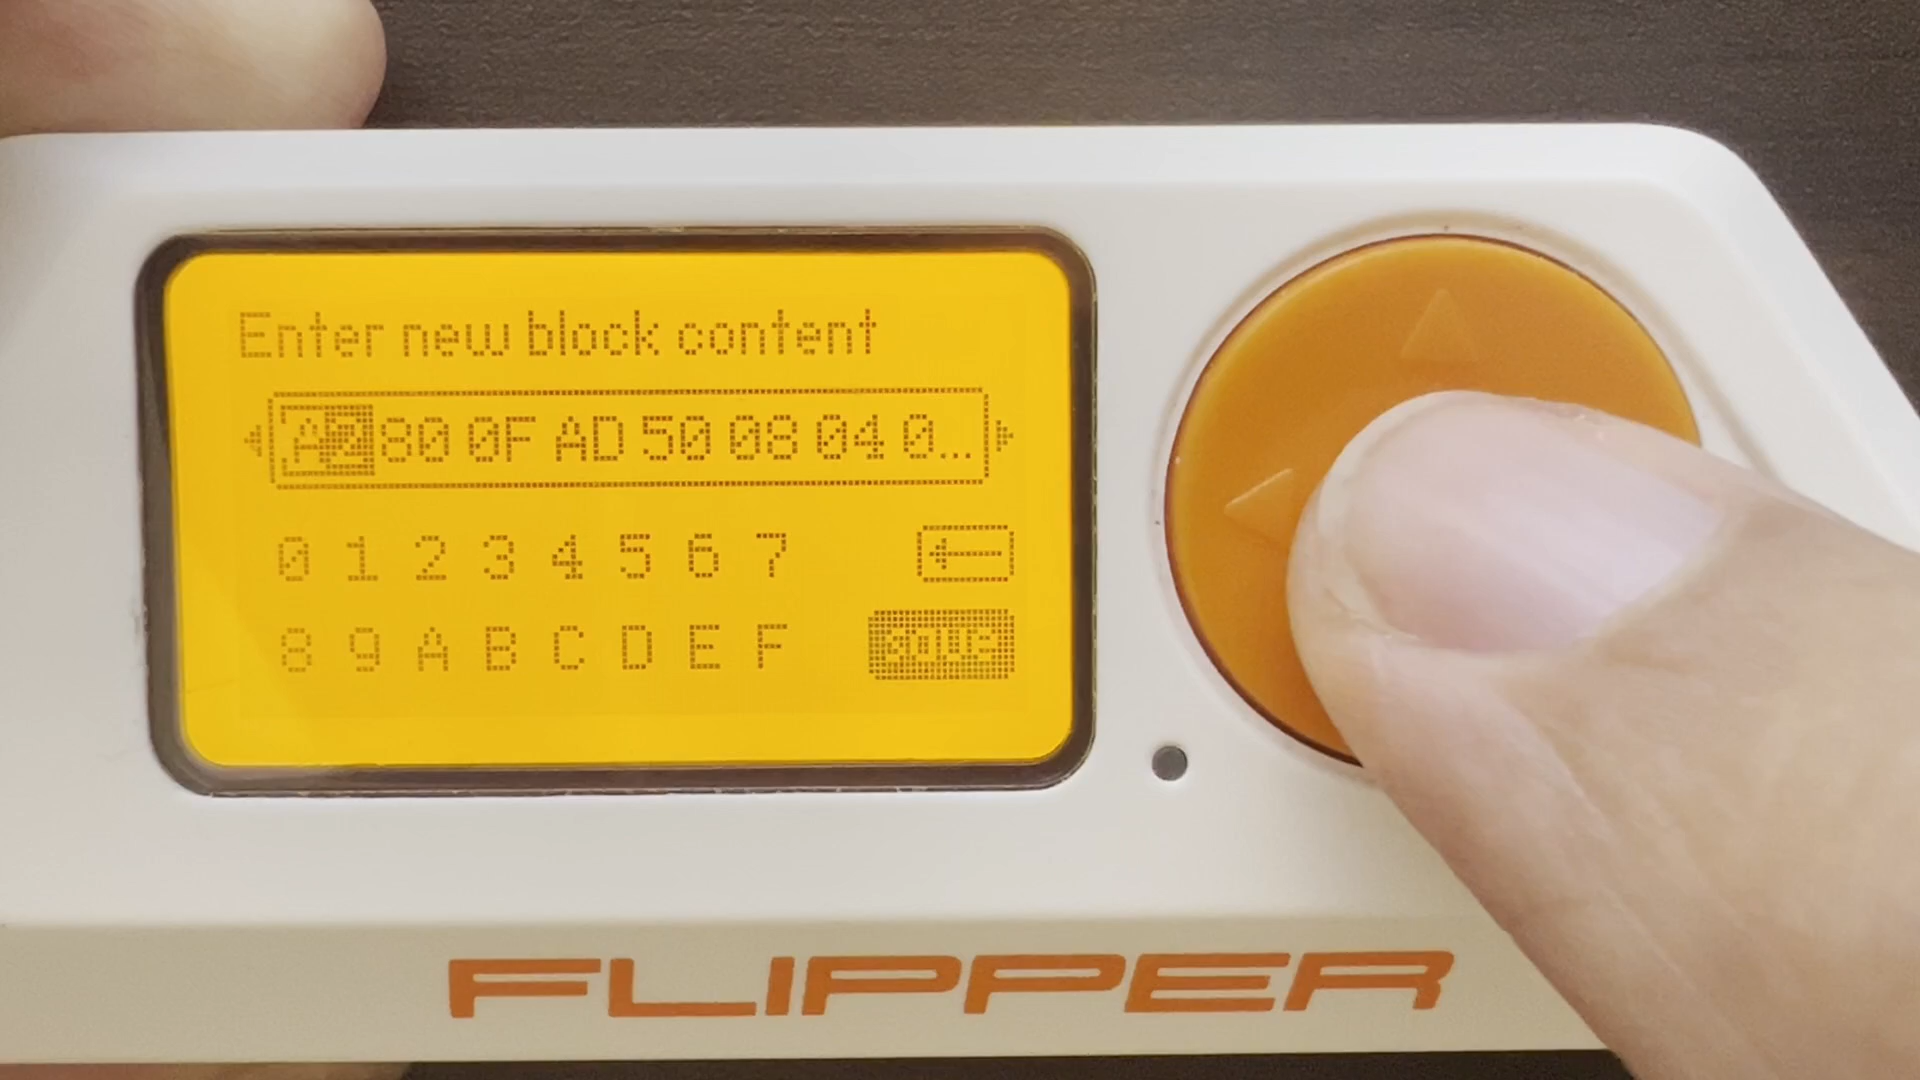 Enter new block content
80 0F AD 50 08 04 0...
0 1 2 3 4 5 6 7
8 9 A B C D E F save
FLIPPER